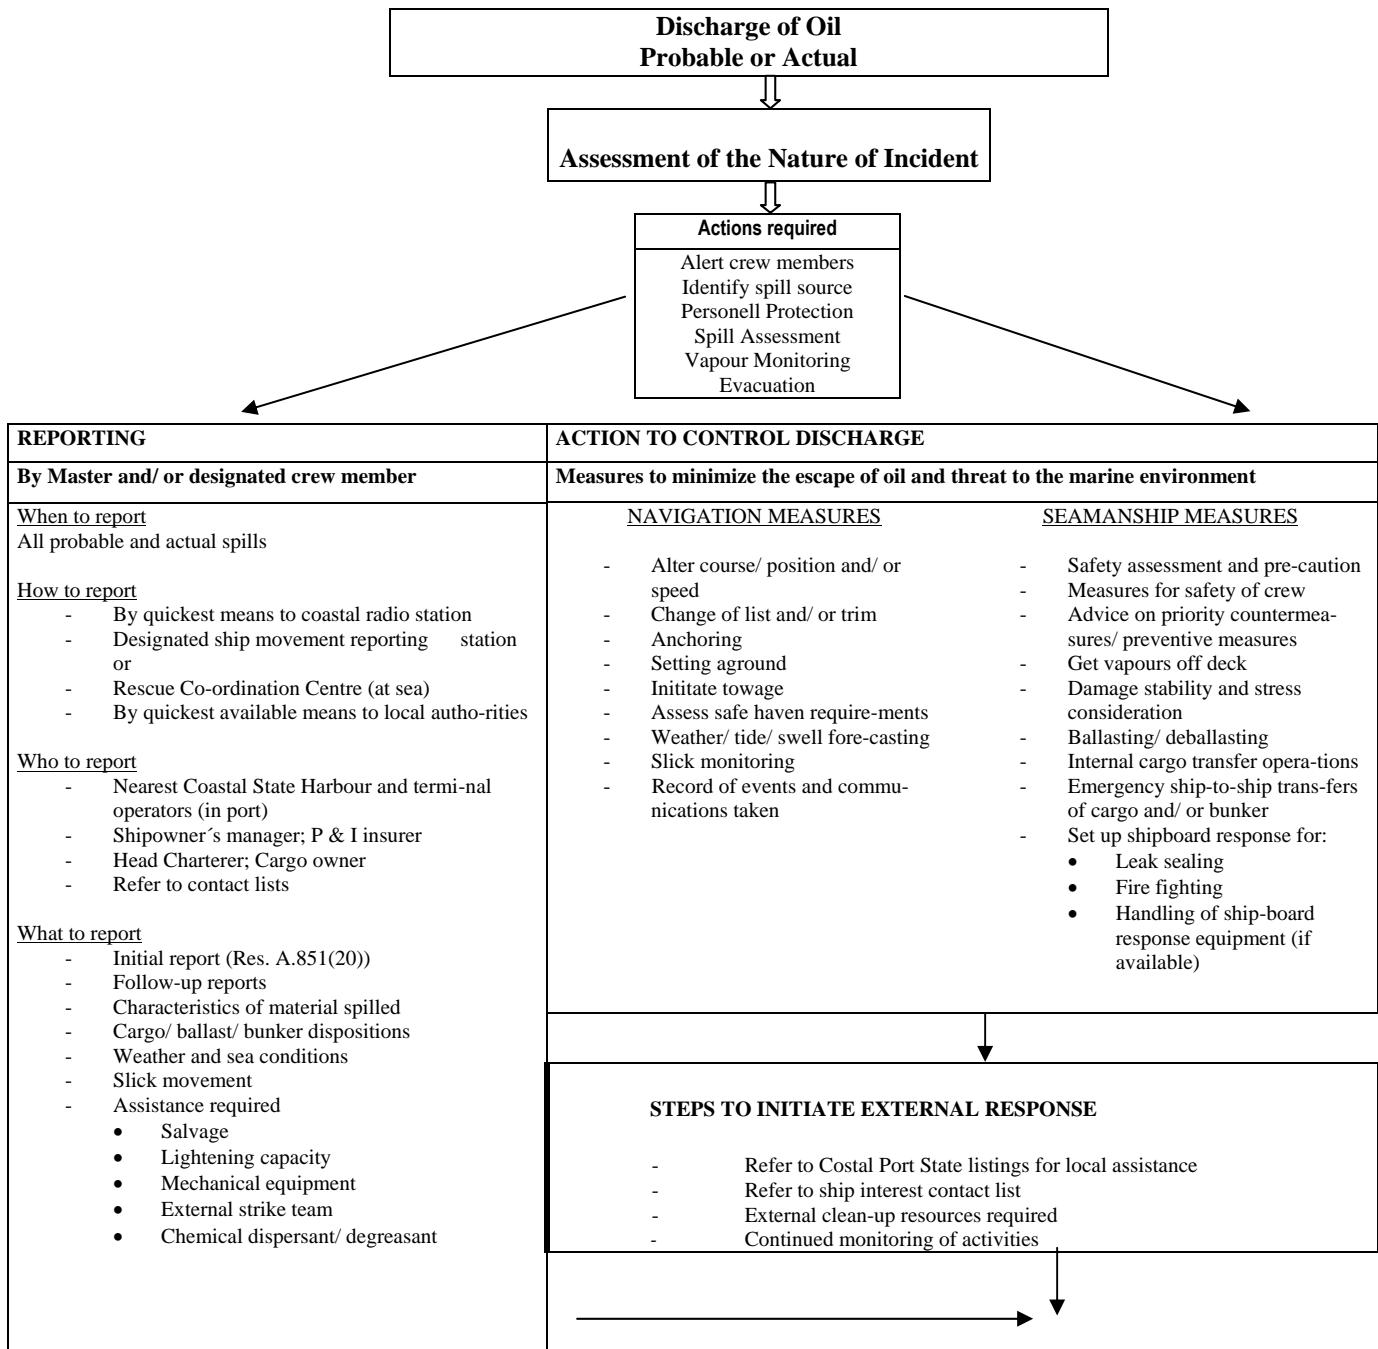 Discharge of Oil
Probable or Actual
Assessment of the Nature of Incident
Actions required
Alert crew members
Identify spill source
Personell Protection
Spill Assessment
Vapour Monitoring
Evacuation
REPORTING
By Master and/ or designated crew member
When to report
All probable and actual spills
How to report
- By quickest means to coastal radio station
- Designated ship movement reporting station
or
- Rescue Co-ordination Centre (at sea)
- By quickest available means to local autho-rities
Who to report
- Nearest Coastal State Harbour and termi-nal
operators (in port)
- Shipowner´s manager; P & I insurer
- Head Charterer; Cargo owner
- Refer to contact lists
What to report
- Initial report (Res. A.851(20))
- Follow-up reports
- Characteristics of material spilled
- Cargo/ ballast/ bunker dispositions
- Weather and sea conditions
- Slick movement
- Assistance required
• Salvage
• Lightening capacity
• Mechanical equipment
• External strike team
• Chemical dispersant/ degreasant
ACTION TO CONTROL DISCHARGE
Measures to minimize the escape of oil and threat to the marine environment
NAVIGATION MEASURES
- Alter course/ position and/ or
speed
- Change of list and/ or trim
- Anchoring
- Setting aground
- Inititate towage
- Assess safe haven require-ments
- Weather/ tide/ swell fore-casting
- Slick monitoring
- Record of events and commu-
nications taken
SEAMANSHIP MEASURES
- Safety assessment and pre-caution
- Measures for safety of crew
- Advice on priority countermea-
sures/ preventive measures
- Get vapours off deck
- Damage stability and stress
consideration
- Ballasting/ deballasting
- Internal cargo transfer opera-tions
- Emergency ship-to-ship trans-fers
of cargo and/ or bunker
- Set up shipboard response for:
• Leak sealing
• Fire fighting
• Handling of ship-board
response equipment (if
available)
STEPS TO INITIATE EXTERNAL RESPONSE
- Refer to Costal Port State listings for local assistance
- Refer to ship interest contact list
- External clean-up resources required
- Continued monitoring of activities